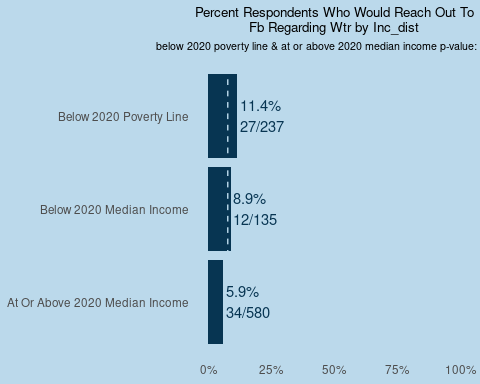 Percent Respondents Who Would Reach Out To
Fb Regarding Wtr by Inc_dist
below 2020 poverty line & at or above 2020 median income p-value:
Below 2020 Poverty Line
11.4%
27/237
Below 2020 Median Income
8.9%
12/135
At Or Above 2020 Median Income
5.9%
34/580
0% 25% 50% 75% 100%